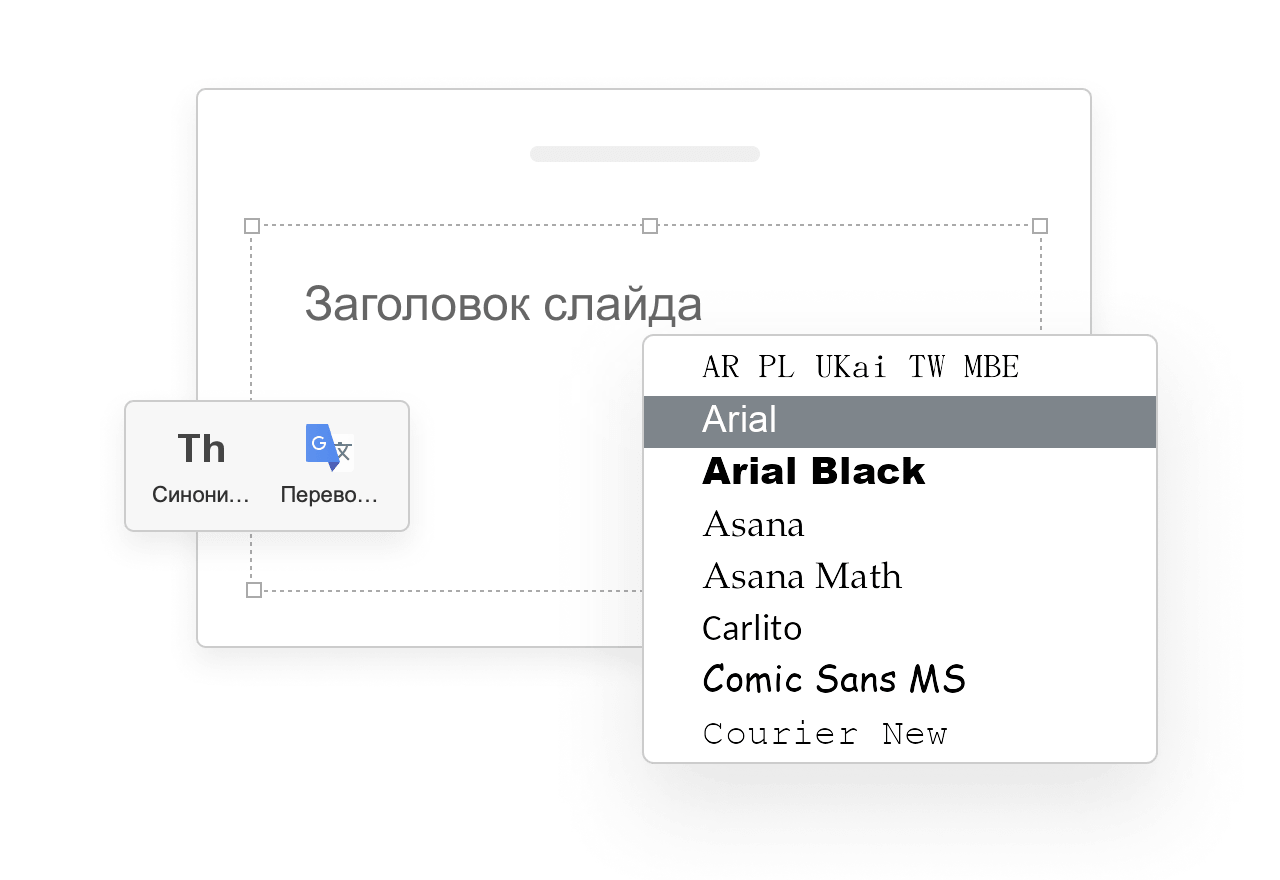 Заголовок слайда
AR PL UKai TW MBE
Arial
Arial Black
Asana
Asana Math
Carlito
Comic Sans MS
Courier New
Th
Синони…
G 文
Перево…